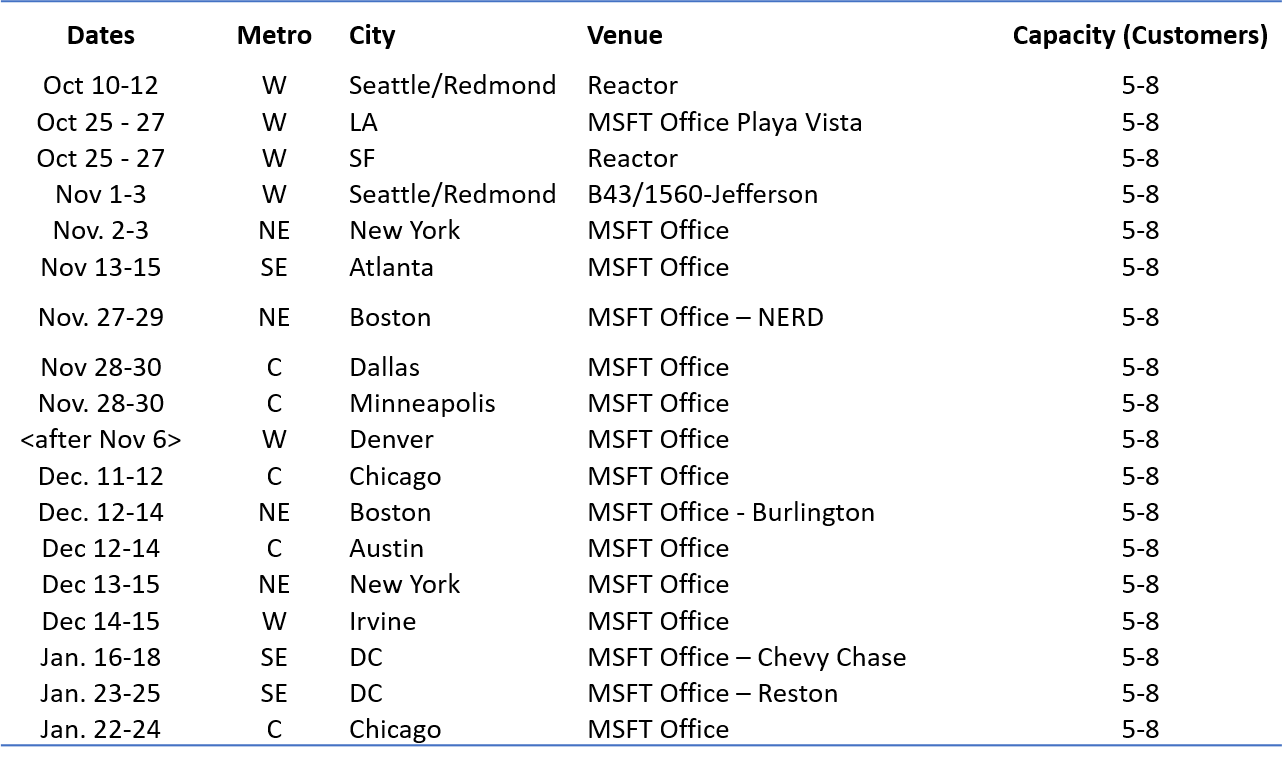 Dates Metro City Venue Capacity (Customers)
Oct 10-12 W Seattle/Redmond Reactor 5-8
Oct 25 - 27 W LA MSFT Office Playa Vista 5-8
Oct 25 - 27 W SF Reactor 5-8
Nov 1-3 W Seattle/Redmond B43/1560-Jefferson 5-8
Nov. 2-3 NE New York MSFT Office 5-8
Nov 13-15 SE Atlanta MSFT Office 5-8
Nov. 27-29 NE Boston MSFT Office – NERD 5-8
Nov 28-30 C Dallas MSFT Office 5-8
Nov. 28-30 C Minneapolis MSFT Office 5-8
<after Nov 6> W Denver MSFT Office 5-8
Dec. 11-12 C Chicago MSFT Office 5-8
Dec. 12-14 NE Boston MSFT Office - Burlington 5-8
Dec 12-14 C Austin MSFT Office 5-8
Dec 13-15 NE New York MSFT Office 5-8
Dec 14-15 W Irvine MSFT Office 5-8
Jan. 16-18 SE DC MSFT Office – Chevy Chase 5-8
Jan. 23-25 SE DC MSFT Office – Reston 5-8
Jan. 22-24 C Chicago MSFT Office 5-8